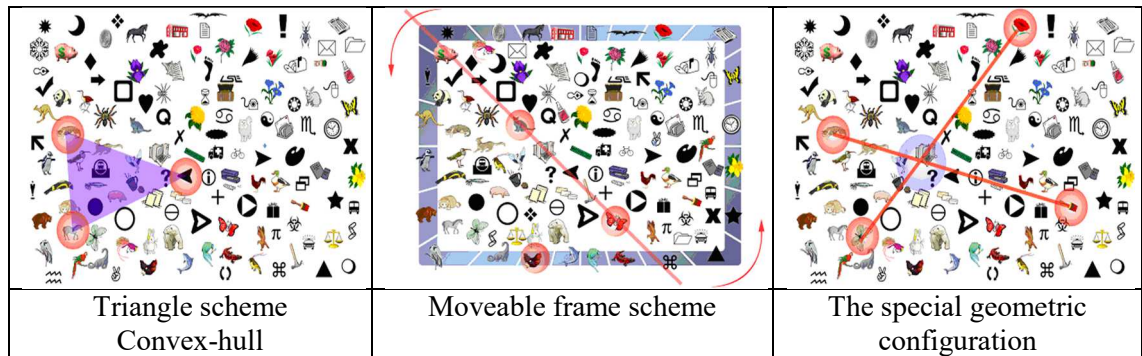 Triangle scheme
Convex-hull
Moveable frame scheme
The special geometric
configuration